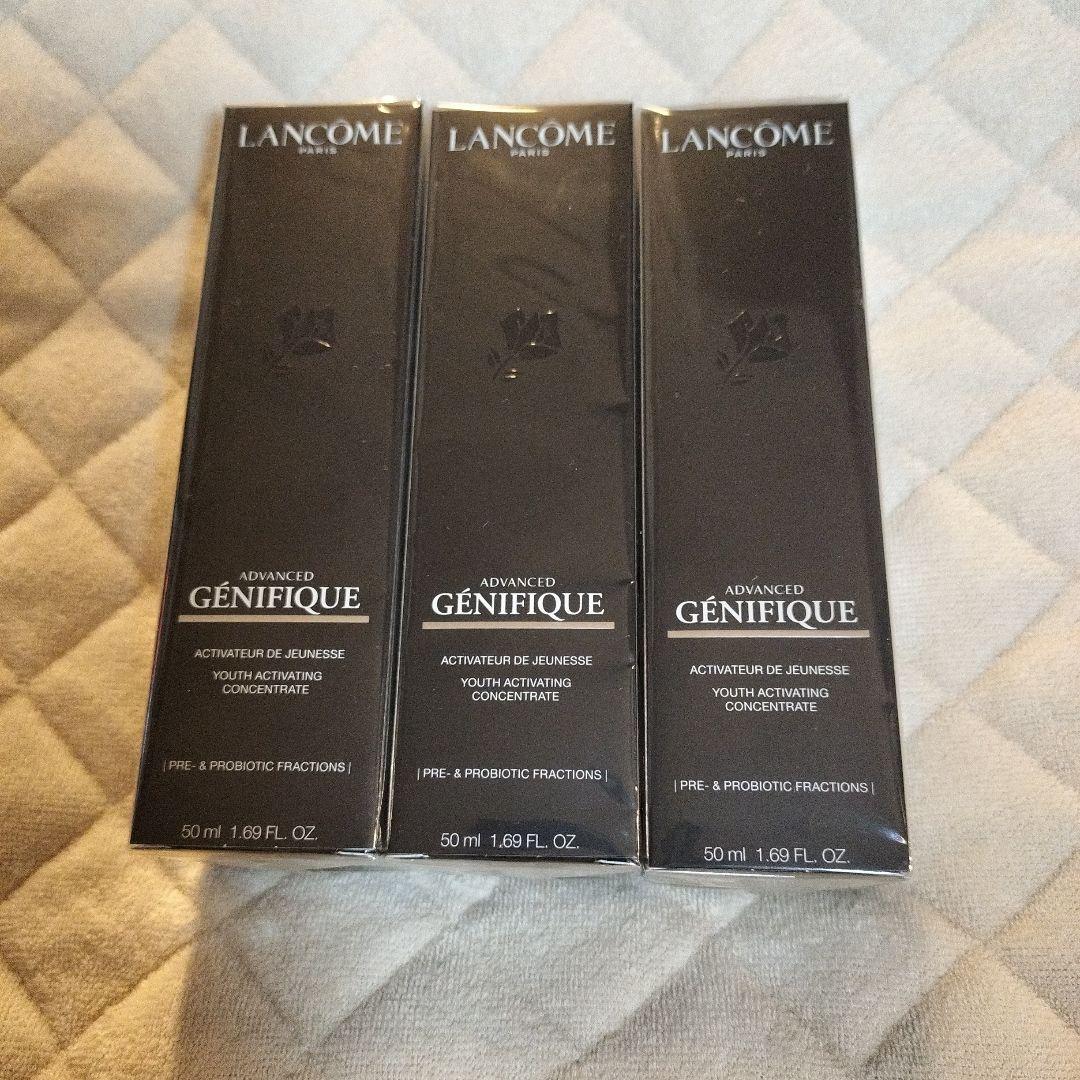 LANCÔME
PARIS
ADVANCED
GÉNIFIQUE
ACTIVATEUR DE JEUNESSE
YOUTH ACTIVATING
CONCENTRATE
| PRE- & PROBIOTIC FRACTIONS |
50 ml 1.69 FL. OZ.
LANCÔME
PARIS
ADVANCED
GÉNIFIQUE
ACTIVATEUR DE JEUNESSE
YOUTH ACTIVATING
CONCENTRATE
| PRE- & PROBIOTIC FRACTIONS |
50 ml 1.69 FL. OZ.
LANCÔME
PARIS
ADVANCED
GÉNIFIQUE
ACTIVATEUR DE JEUNESSE
YOUTH ACTIVATING
CONCENTRATE
| PRE- & PROBIOTIC FRACTIONS |
50 ml 1.69 FL. OZ.